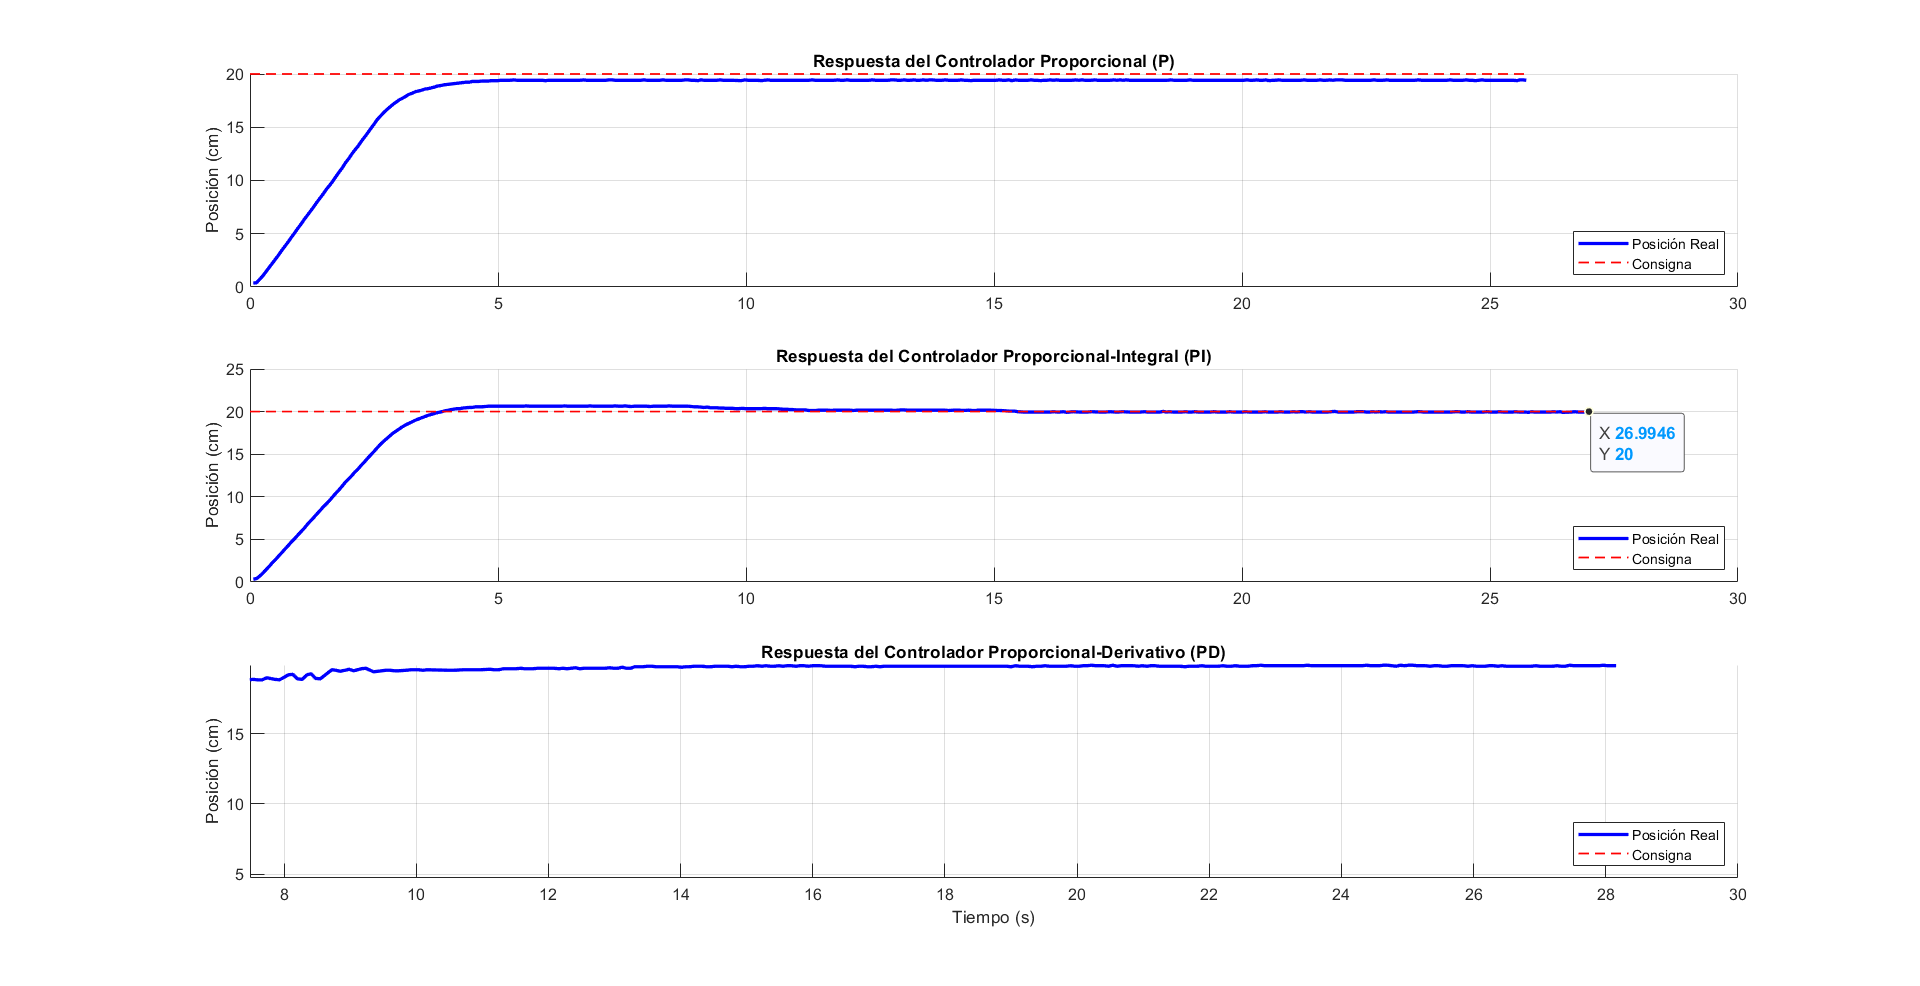 Respuesta del Controlador Proporcional (P)
20
15
10
5
0
Posición (cm)
0 5 10 15 20 25 30
Posición Real
Consigna
Respuesta del Controlador Proporcional-Integral (PI)
25
20
15
10
5
0
Posición (cm)
X 26.9946
Y 20
Posición Real
Consigna
0 5 10 15 20 25 30
Respuesta del Controlador Proporcional-Derivativo (PD)
15
10
5
Posición (cm)
Posición Real
Consigna
8 10 12 14 16 18 20 22 24 26 28 30
Tiempo (s)